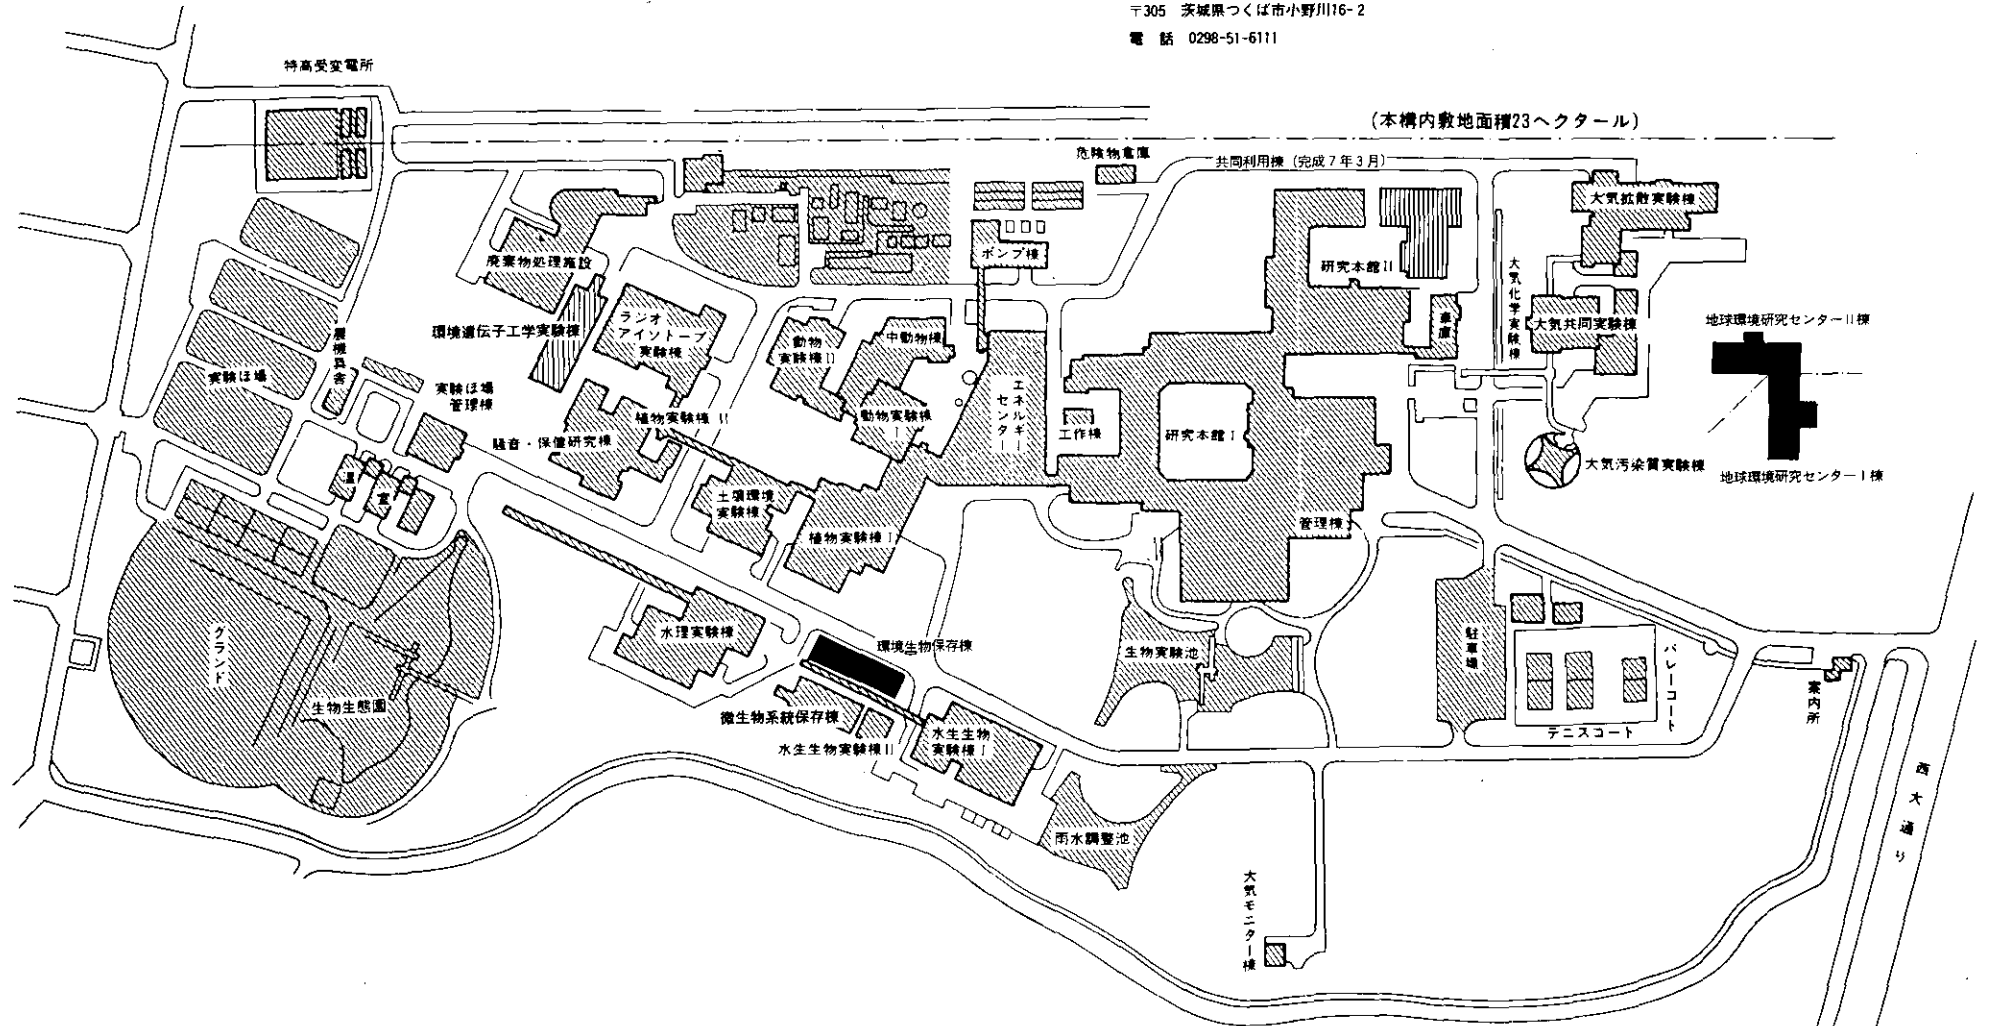 〒305 茨城県つくば市小野川16-2
電 話 0298-51-6111
特高受変電所
(本構内敷地面積23ヘクタール)
危険物倉庫
共同利用棟 (完成7年3月)
大気拡散実験棟
ポンプ棟
廃棄物処理施設
研究本館II
大気化学実験棟
環境遺伝子工学実験棟
ラジオ
アイソトープ
実験棟
車庫
大気共同実験棟
地球環境研究センターII棟
農機具舎
動物
実験棟II
中動物棟
実験ほ場
実験ほ場
管理棟
エネルギー
センター
植物実験棟 II
動物実験棟
I
騒音・保健研究棟
工作棟
研究本館 I
大気汚染質実験棟
地球環境研究センターI棟
温
室
土壌環境
実験棟
植物実験棟 I
管理棟
グランド
水理実験棟
環境生物保存棟
生物実験池
駐車場
バレーコート
案内所
生物生態園
微生物系統保存棟
水生生物実験棟II
水生生物
実験棟 I
テニスコート
西大通り
雨水調整池
大気モニター棟